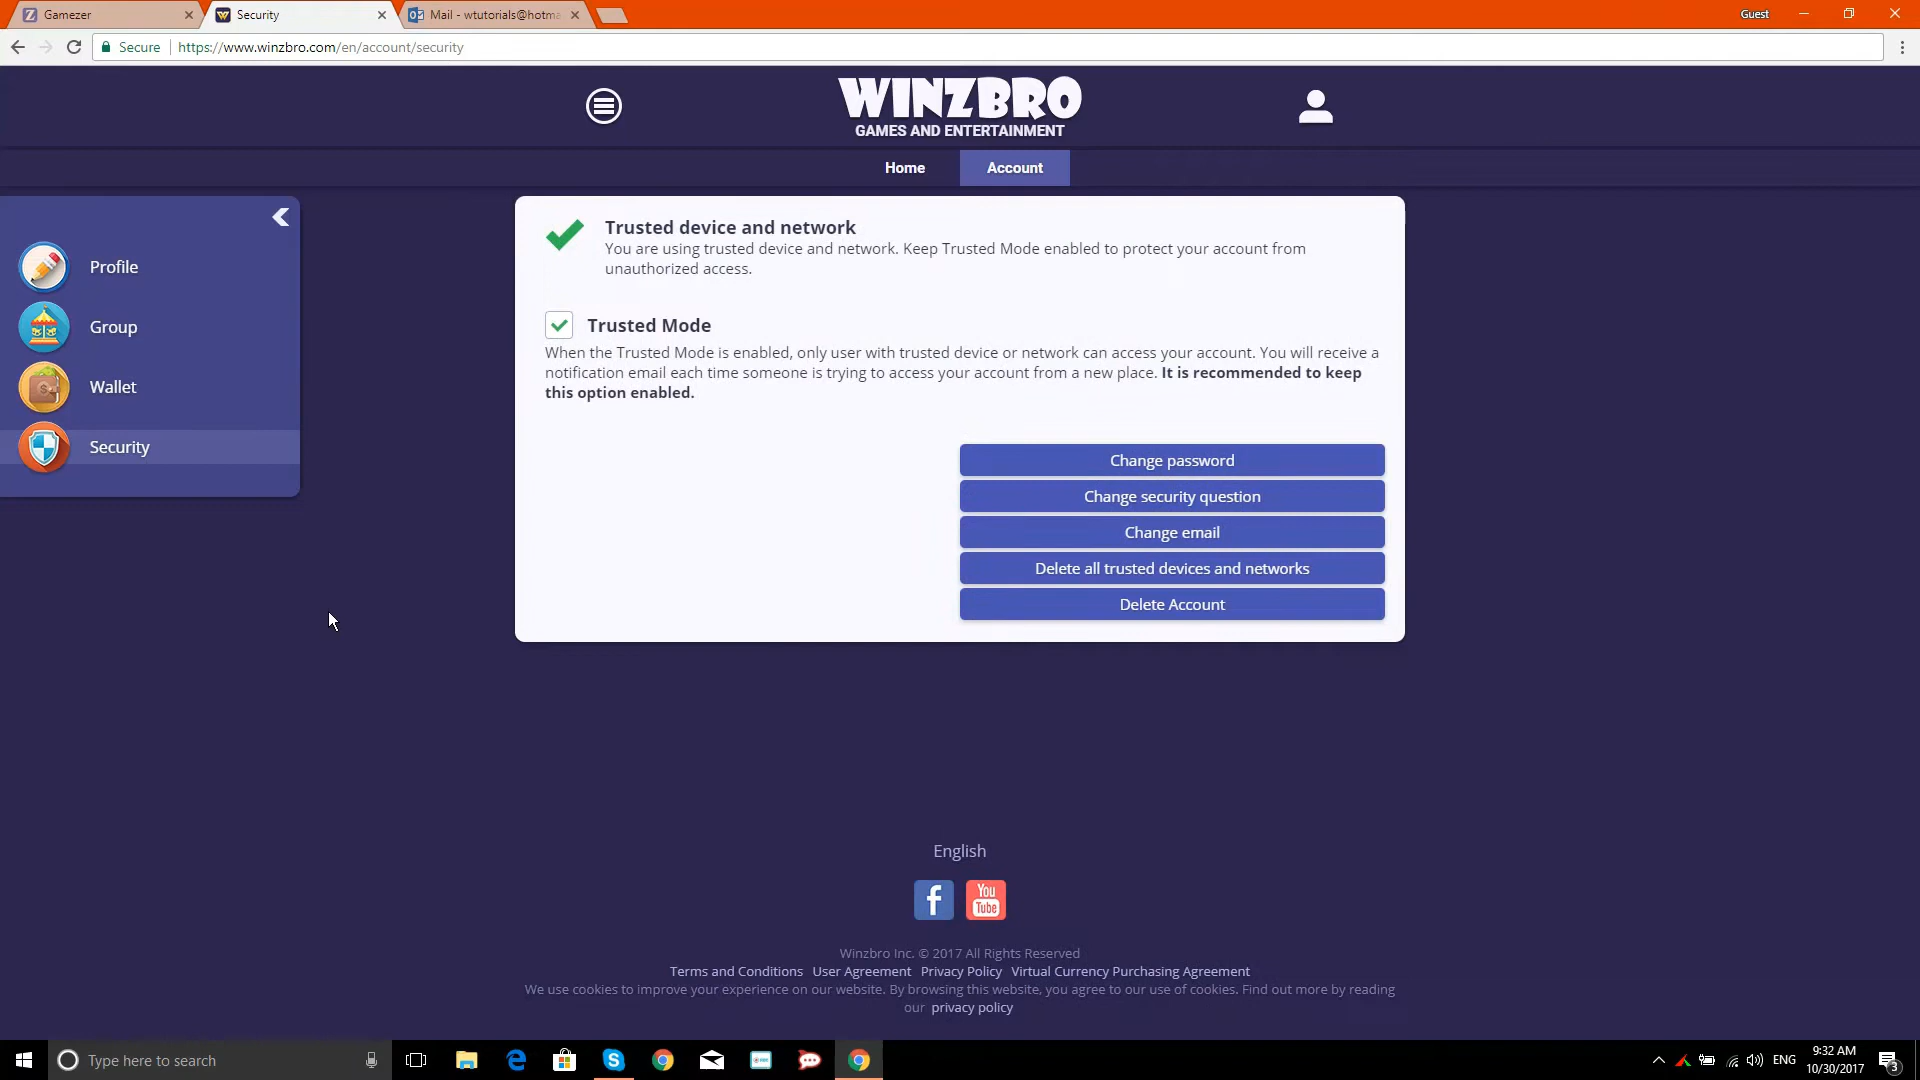 Gamezer
Security
Mail - wtutorials@hotma
Guest
Secure
https://www.winzbro.com/en/account/security
WINZBRO
GAMES AND ENTERTAINMENT
Home
Account
Profile
Group
Wallet
Security
Trusted device and network
You are using trusted device and network. Keep Trusted Mode enabled to protect your account from
unauthorized access.
Trusted Mode
When the Trusted Mode is enabled, only user with trusted device or network can access your account. You will receive a
notification email each time someone is trying to access your account from a new place. It is recommended to keep
this option enabled.
Change password
Change security question
Change email
Delete all trusted devices and networks
Delete Account
English
f
You
Tube
Winzbro Inc. © 2017 All Rights Reserved
Terms and Conditions User Agreement Privacy Policy Virtual Currency Purchasing Agreement
We use cookies to improve your experience on our website. By browsing this website, you agree to our use of cookies. Find out more by reading
our privacy policy
Type here to search
ENG
9:32 AM
10/30/2017
3